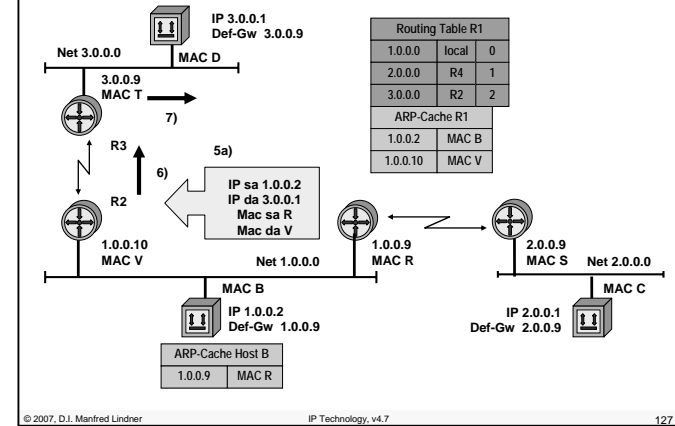 IP 3.0.0.1
Def-Gw 3.0.0.9
Net 3.0.0.0
MAC D
3.0.0.9
MAC T
7)
R3
6)
5a)
R2
IP sa 1.0.0.2
IP da 3.0.0.1
Mac sa R
Mac da V
Routing Table R1
1.0.0.0 local 0
2.0.0.0 R4 1
3.0.0.0 R2 2
ARP-Cache R1
1.0.0.2 MAC B
1.0.0.10 MAC V
1.0.0.10
MAC V
Net 1.0.0.0
1.0.0.9
MAC R
2.0.0.9
MAC S
Net 2.0.0.0
MAC B
IP 1.0.0.2
Def-Gw 1.0.0.9
MAC C
IP 2.0.0.1
Def-Gw 2.0.0.9
ARP-Cache Host B
1.0.0.9 MAC R
© 2007, D.I. Manfred Lindner
IP Technology, v4.7
127